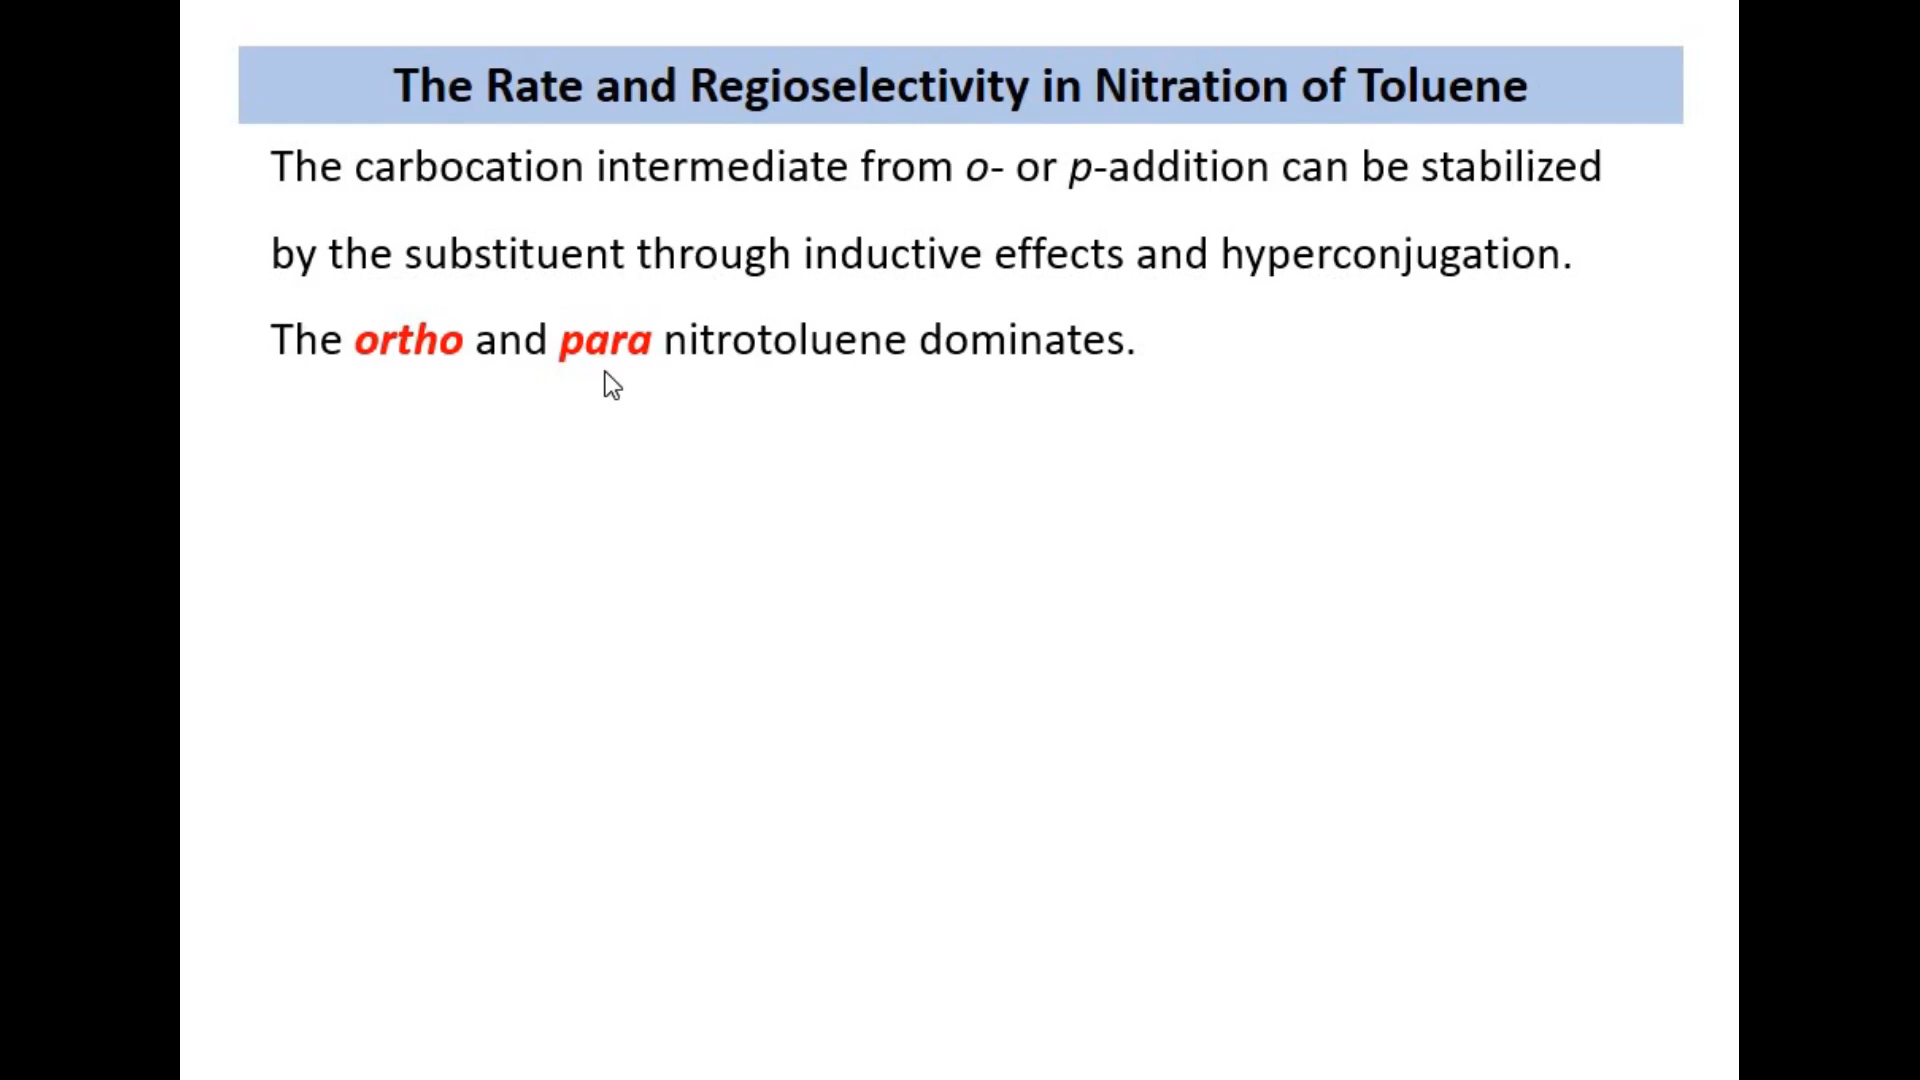 The Rate and Regioselectivity in Nitration of Toluene
The carbocation intermediate from o- or p-addition can be stabilized
by the substituent through inductive effects and hyperconjugation.
The ortho and para nitrotoluene dominates.